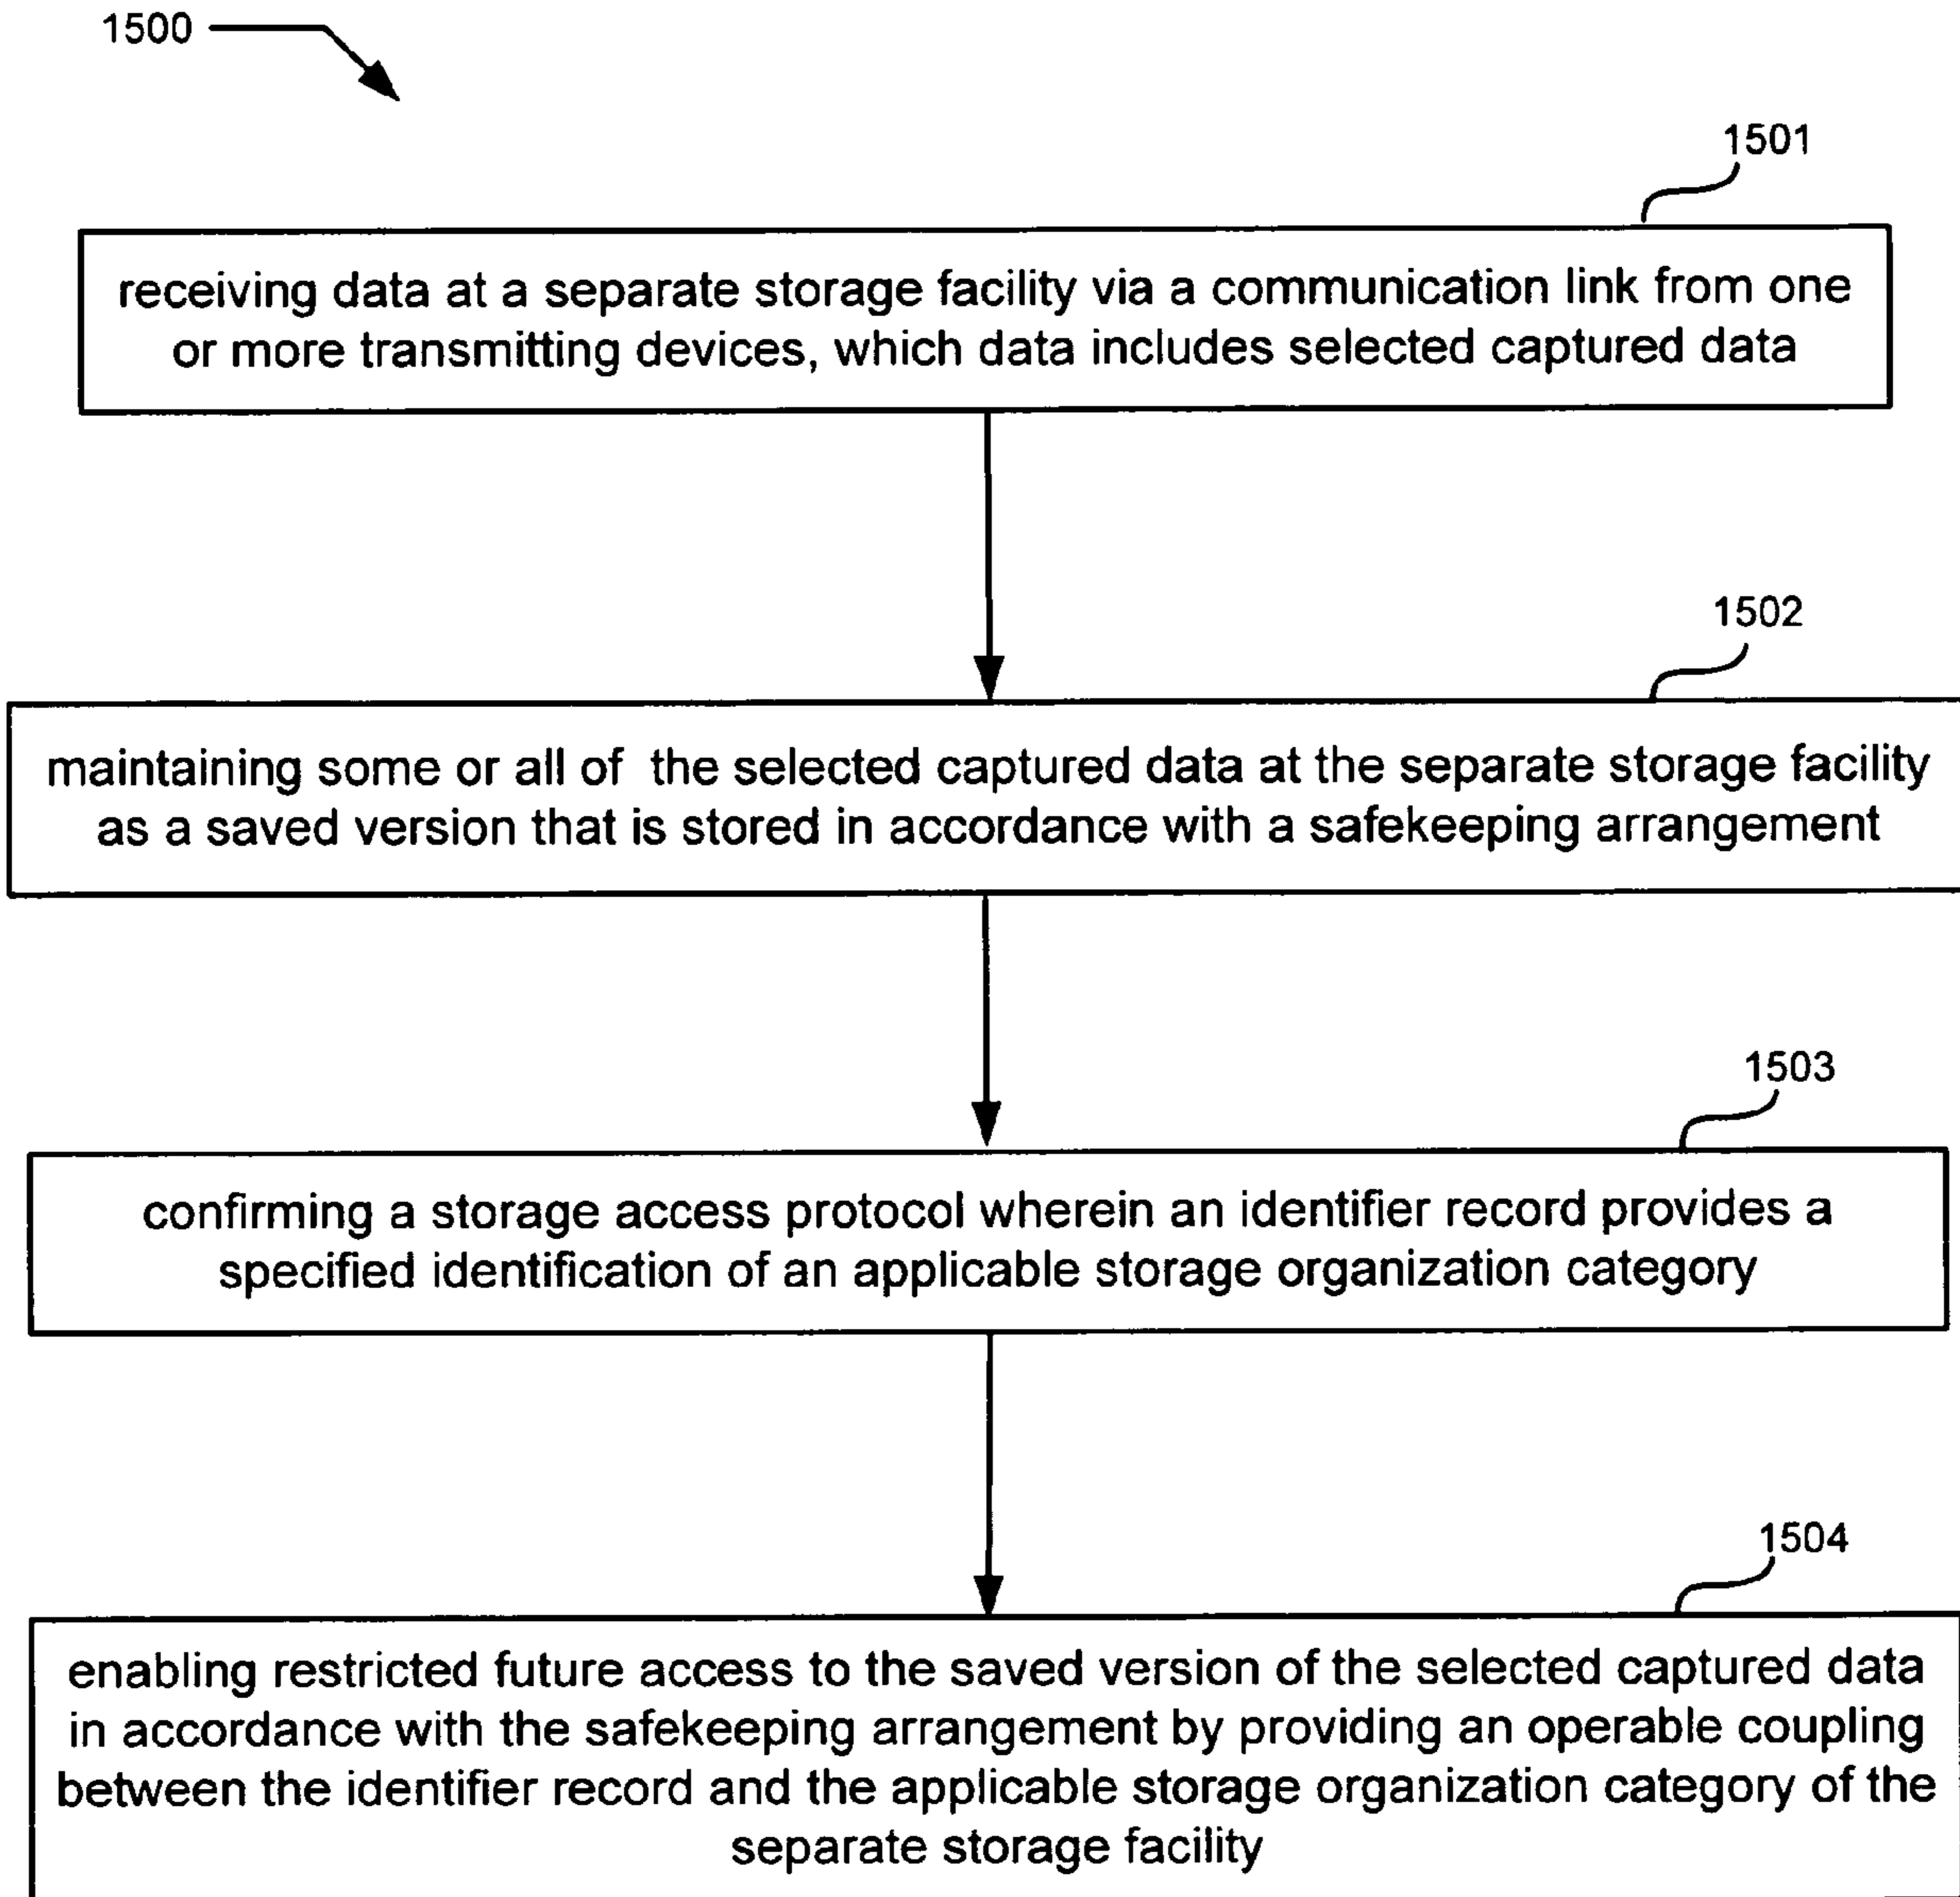 1500
1501
receiving data at a separate storage facility via a communication link from one
or more transmitting devices, which data includes selected captured data
1502
maintaining some or all of the selected captured data at the separate storage facility
as a saved version that is stored in accordance with a safekeeping arrangement
1503
confirming a storage access protocol wherein an identifier record provides a
specified identification of an applicable storage organization category
1504
enabling restricted future access to the saved version of the selected captured data
in accordance with the safekeeping arrangement by providing an operable coupling
between the identifier record and the applicable storage organization category of the
separate storage facility